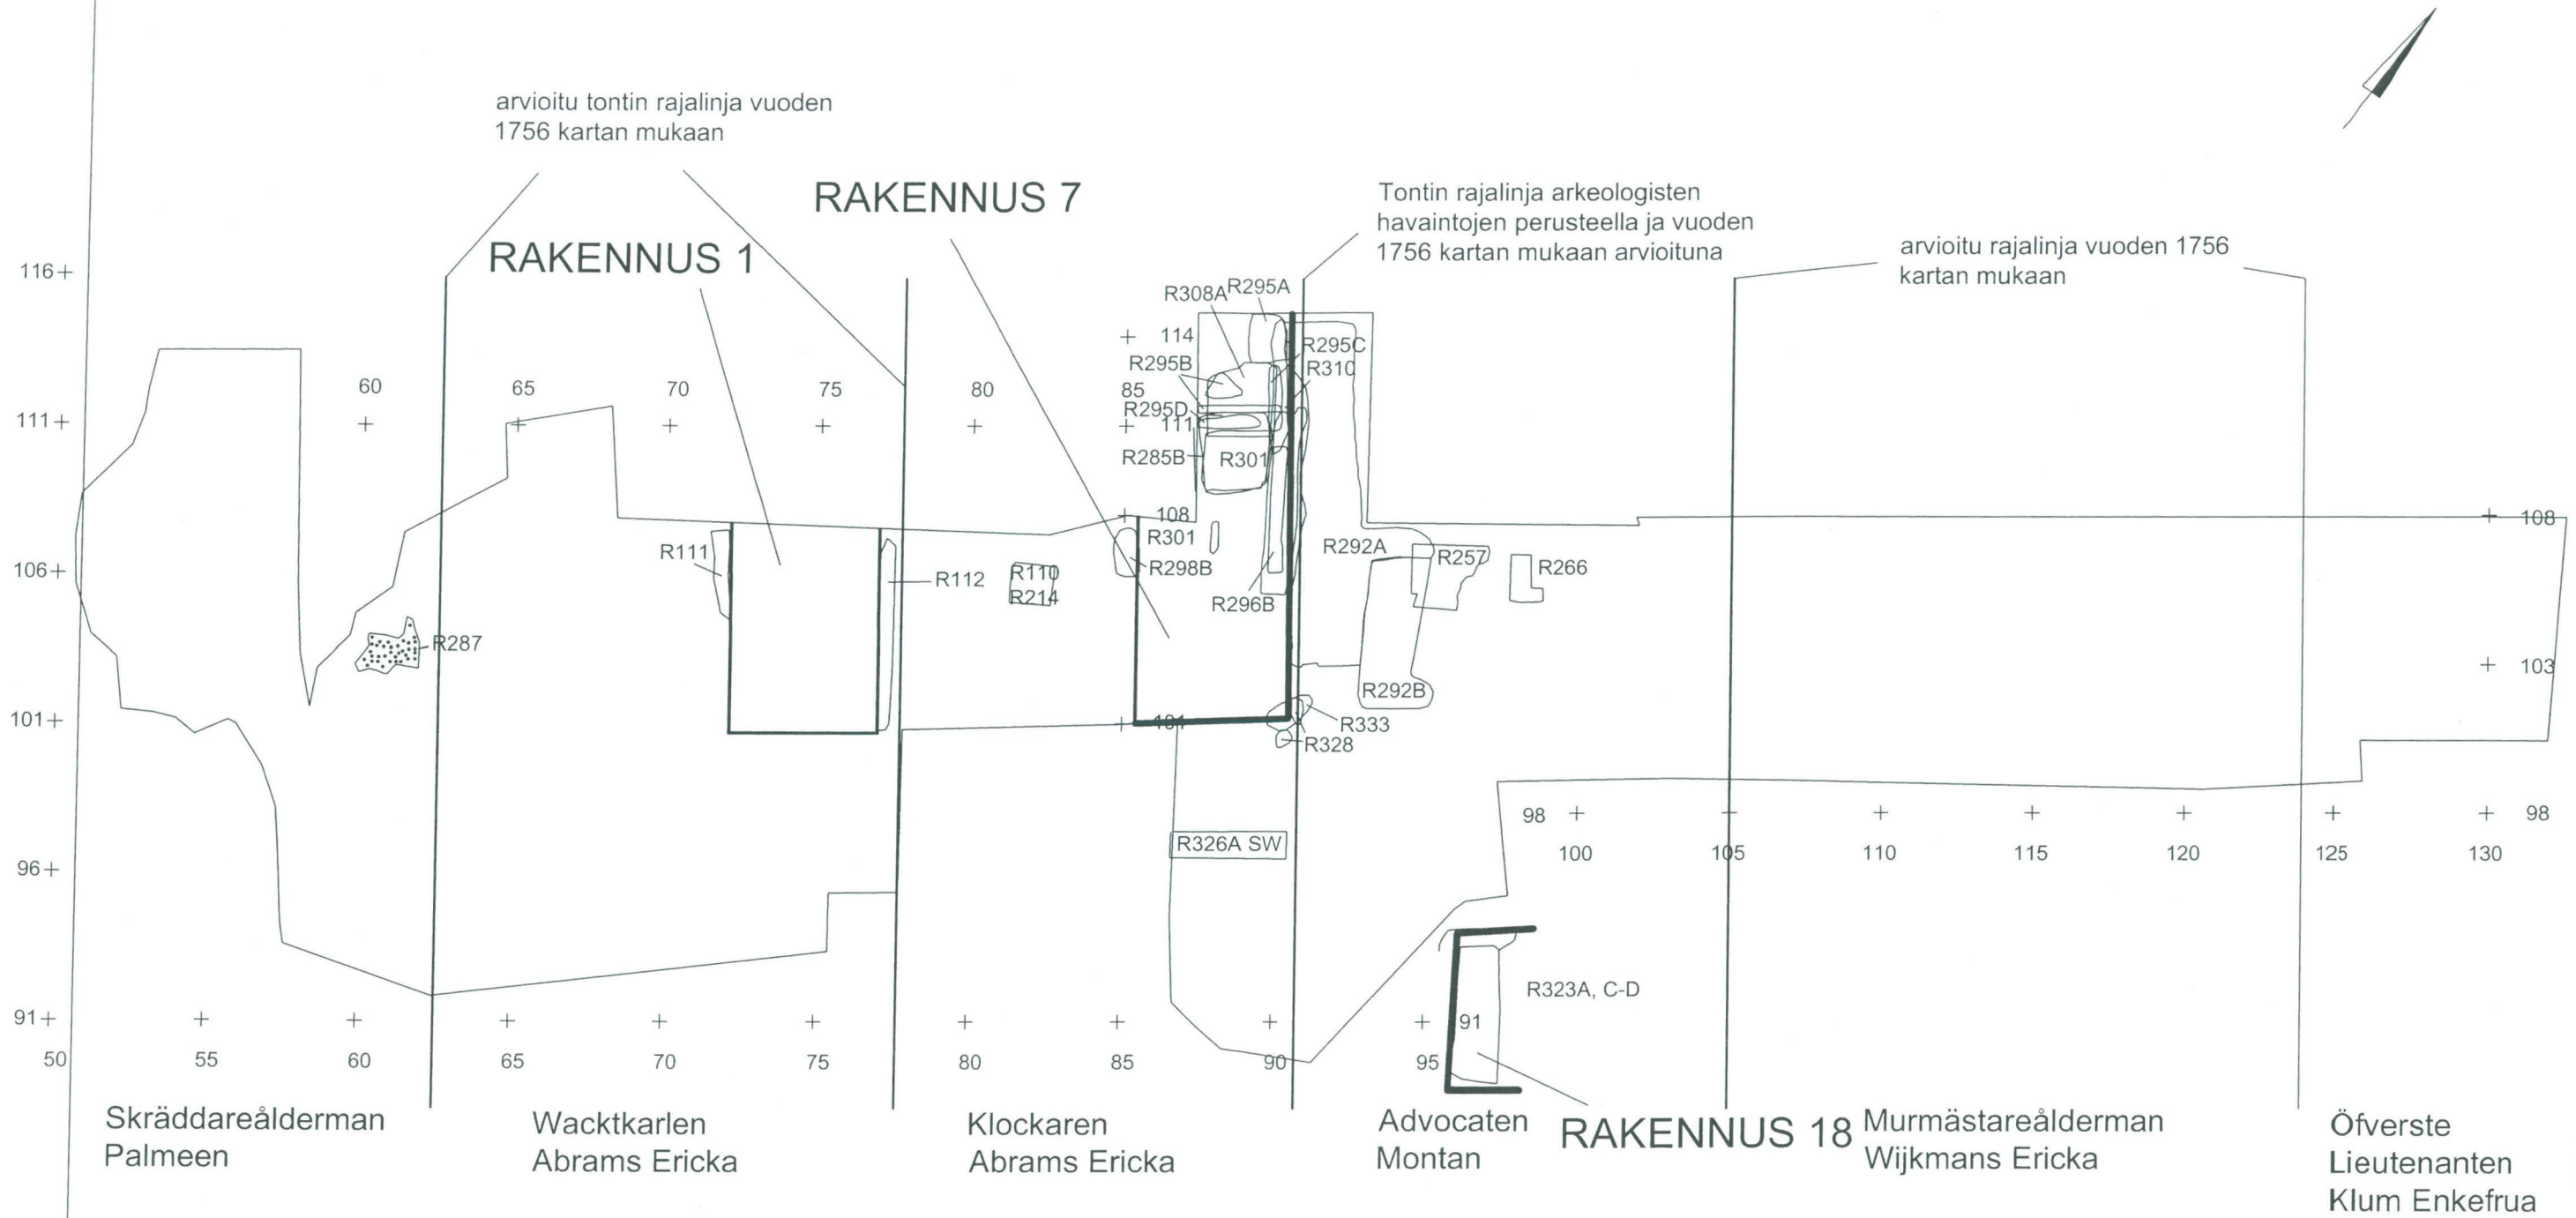 arvioitu tontin rajalinja vuoden
1756 kartan mukaan
RAKENNUS 7
Tontin rajalinja arkeologisten
havaintojen perusteella ja vuoden
1756 kartan mukaan arvioituna
RAKENNUS 1
arvioitu rajalinja vuoden 1756
kartan mukaan
116+
R308A
R295A
+ 114
R295C
R295B
R310
60
65
70
75
80
85
R295D
111+
+
+
+
+
+
+ 111
R285B
R301
+ 108
+ 108
R301
R111
R292A
R257
R298B
R266
106+
R112
R110
R214
R296B
R287
+ 103
R292B
101+
+ 101
R333
R328
98 +
+
+
+
+
+
+ 98
R326A SW
100
105
110
115
120
125
130
96+
R323A, C-D
91+
+
+
+
+
+
+
+
+
+ 91
50
55
60
65
70
75
80
85
90
95
Skräddareålderman
Palmeen
Wacktkarlen
Abrams Ericka
Klockaren
Abrams Ericka
Advocaten
Montan
RAKENNUS 18
Murmästareålderman
Wijkmans Ericka
Öfverste
Lieutenanten
Klum Enkefrua